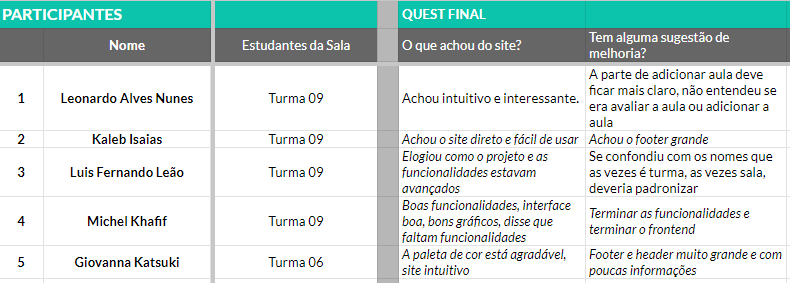 PARTICIPANTES QUEST FINAL
Nome Estudantes da Sala O que achou do site? Tem alguma sugestão de
melhoria?
1 Leonardo Alves Nunes Turma 09 Achou intuitivo e interessante. A parte de adicionar aula deve
ficar mais claro, não entendeu se
era avaliar a aula ou adicionar a
aula
2 Kaleb Isaias Turma 09 Achou o site direto e fácil de usar Achou o footer grande
3 Luis Fernando Leão Turma 09 Elogiou como o projeto e as
funcionalidades estavam
avançados
Se confondiu com os nomes que
as vezes é turma, as vezes sala,
deveria padronizar
4 Michel Khafif Turma 09 Boas funcionalidades, interface
boa, bons gráficos, disse que
faltam funcionalidades
Terminar as funcionalidades e
terminar o frontend
5 Giovanna Katsuki Turma 06 A paleta de cor está agradável,
site intuitivo
Footer e header muito grande e com
poucas informações